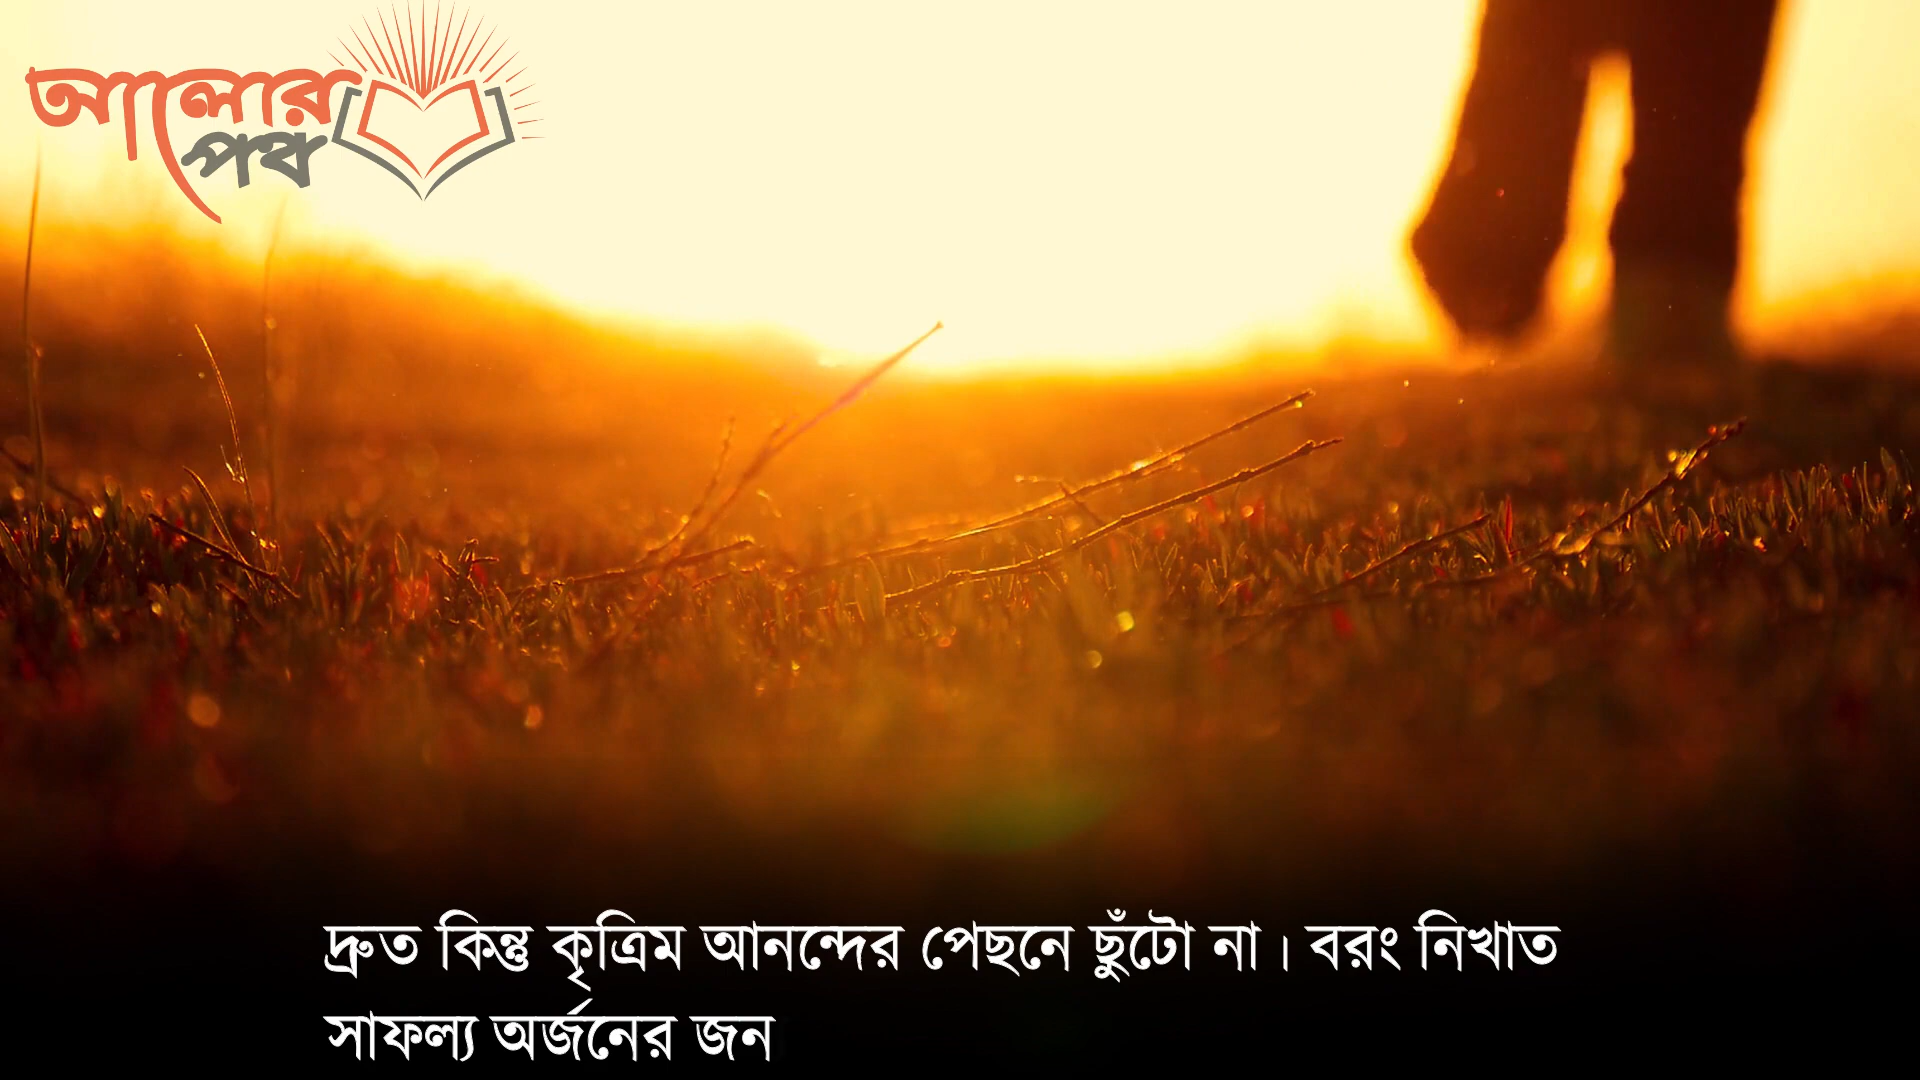 আলোর
পথ
দ্রুত কিন্তু কৃত্রিম আনন্দের পেছনে ছুঁটো না। বরং নিখাত
সাফল্য অর্জনের জন